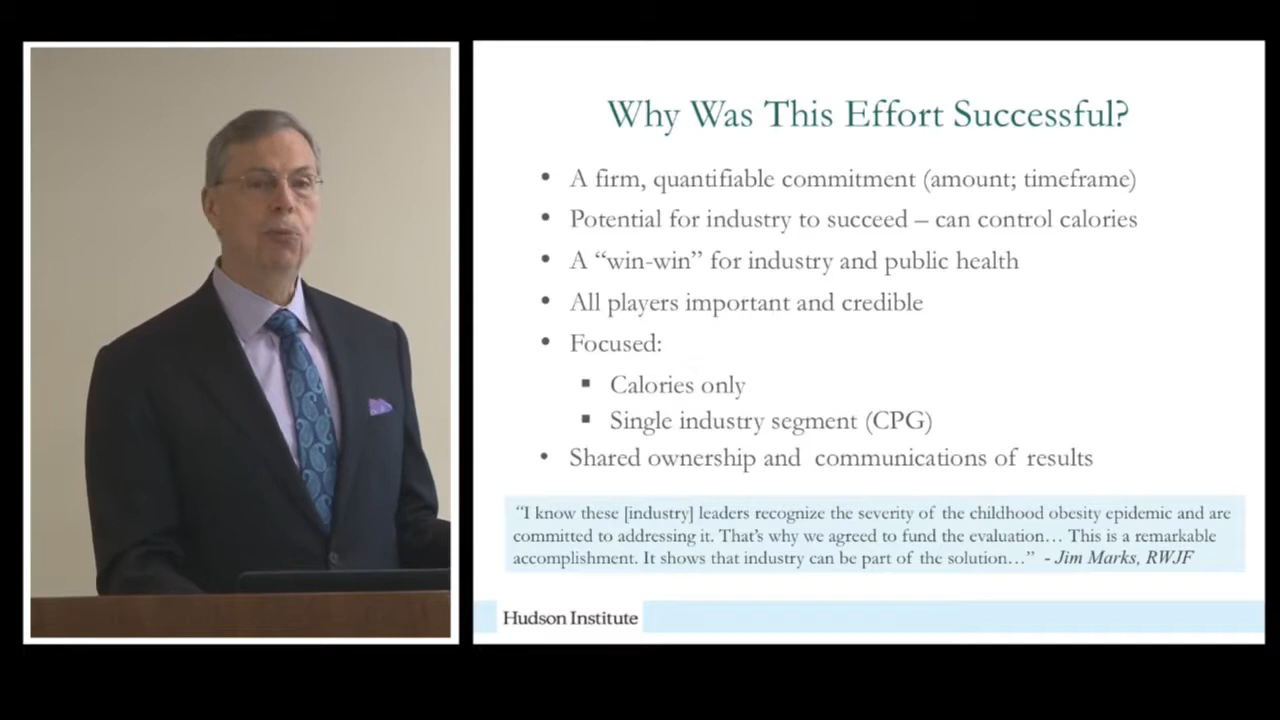 Why Was This Effort Successful?
• A firm, quantifiable commitment (amount; timeframe)
• Potential for industry to succeed – can control calories
• A “win-win” for industry and public health
• All players important and credible
• Focused:
▪ Calories only
▪ Single industry segment (CPG)
• Shared ownership and communications of results
“I know these [industry] leaders recognize the severity of the childhood obesity epidemic and are
committed to addressing it. That’s why we agreed to fund the evaluation… This is a remarkable
accomplishment. It shows that industry can be part of the solution…” - Jim Marks, RWJF
Hudson Institute